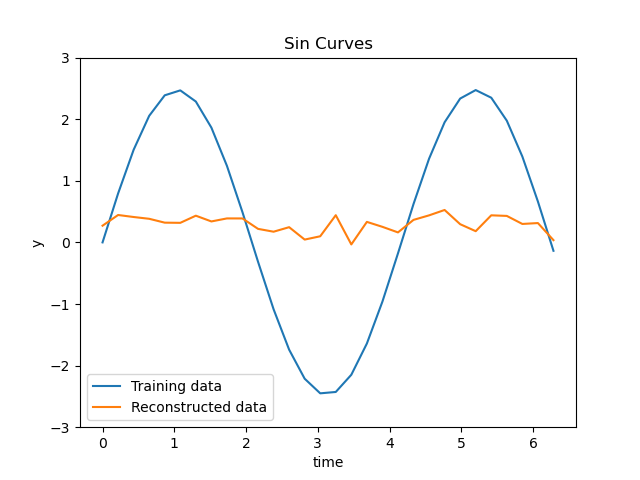 Sin Curves
3
2
1
0
−1
−2
−3
y
Training data
Reconstructed data
0 1 2 3 4 5 6
time